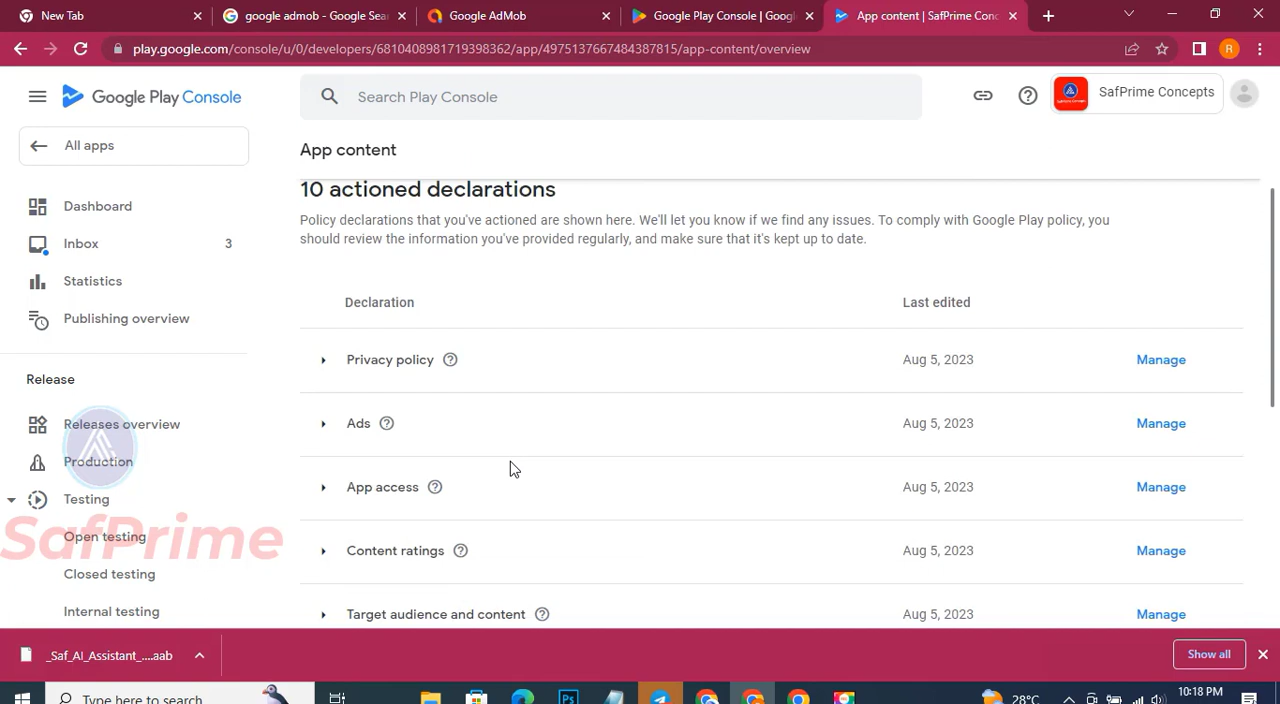 New Tab
google admob - Google Sea
Google AdMob
Google Play Console | Googl
App content | SafPrime Conc
play.google.com/console/u/0/developers/6810408981719398362/app/4975137667484387815/app-content/overview
R
Google Play Console
Search Play Console
SafPrime Concepts
All apps
App content
10 actioned declarations
Policy declarations that you've actioned are shown here. We'll let you know if we find any issues. To comply with Google Play policy, you
should review the information you've provided regularly, and make sure that it's kept up to date.
Dashboard
Inbox 3
Statistics
Publishing overview
Release
Releases overview
Production
Testing
Open testing
Closed testing
Internal testing
SafPrime
Declaration Last edited
Privacy policy Aug 5, 2023 Manage
Ads Aug 5, 2023 Manage
App access Aug 5, 2023 Manage
Content ratings Aug 5, 2023 Manage
Target audience and content Aug 5, 2023 Manage
_Saf_AI_Assistant_....aab
Show all
Type here to search
28°C
10:18 PM